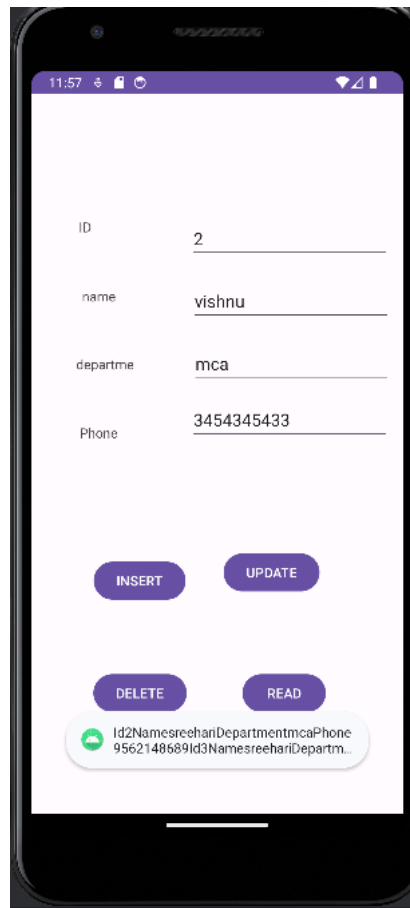 11:57
ID
2
name
vishnu
departme
mca
Phone
3454345433
INSERT
UPDATE
DELETE
READ
Id2NamesreehariDepartmentmcaPhone
9562148689Id3NamesreehariDepartm...